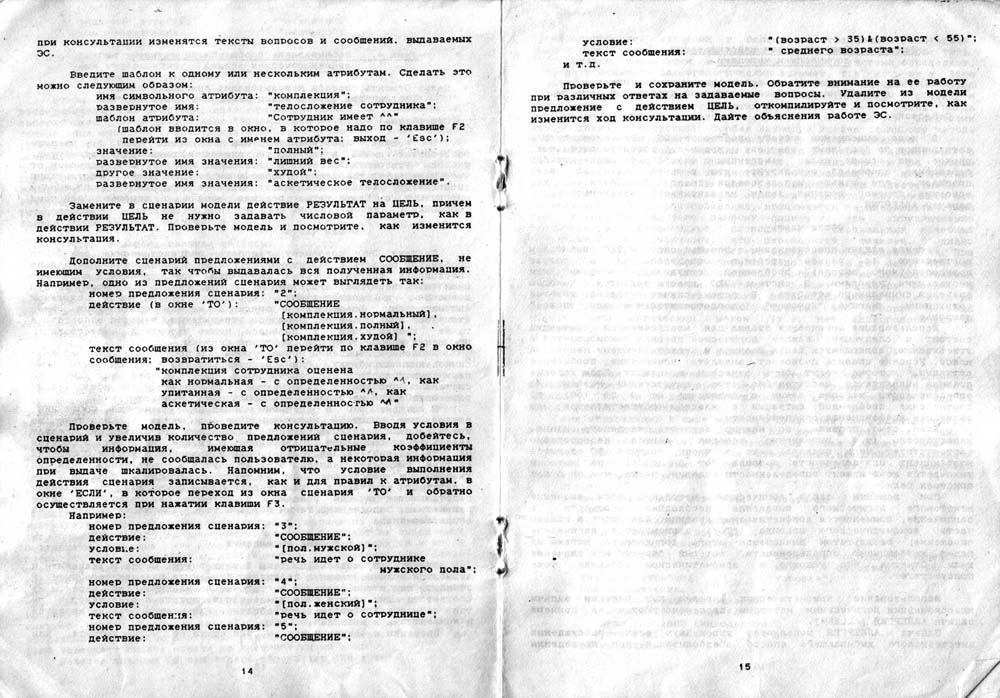 при консультации изменятся тексты вопросов и сообщений, выдаваемых
ЭС.
Введите шаблон к одному или нескольким атрибутам. Сделать это
можно следующим образом:
имя символьного атрибута: "комплекция";
развернутое имя: "телосложение сотрудника";
шаблон атрибута: "Сотрудник имеет ^^"
(шаблон вводится в окно, в которое надо по клавише F2
перейти из окна с именем атрибута; выход - 'Esc');
значение: "полный";
развернутое имя значения: "лишний вес";
другое значение: "худой";
развернутое имя значения: "аскетическое телосложение".
Замените в сценарии модели действие РЕЗУЛЬТАТ на ЦЕЛЬ, причем
в действии ЦЕЛЬ не нужно задавать числовой параметр, как в
действии РЕЗУЛЬТАТ. Проверьте модель и посмотрите, как изменится
консультация.
Дополните сценарий предложениями с действием СООБЩЕНИЕ, не
имеющим условия, так чтобы выдавалась вся полученная информация.
Например, одно из предложений сценария может выглядеть так:
номер предложения сценария: "2";
действие (в окне 'ТО'): "СООБЩЕНИЕ
[комплекция.нормальный],
[комплекция.полный],
[комплекция.худой] ";
текст сообщения (из окна 'ТО' перейти по клавише F2 в окно
сообщения; возвратиться - 'Esc'):
"комплекция сотрудника оценена
как нормальная - с определенностью ^^, как
упитанная - с определенностью ^^, как
аскетическая - с определенностью ^^"
Проверьте модель, проведите консультацию. Вводя условия в
сценарий и увеличив количество предложений сценария, добейтесь,
чтобы информация, имеющая отрицательные коэффициенты
определенности, не сообщалась пользователю, а некоторая информация
при выдаче шкалировалась. Напомним, что условие выполнения
действия сценария записывается, как и для правил к атрибутам, в
окне 'ЕСЛИ', в которое переход из окна сценария 'ТО' и обратно
осуществляется при нажатии клавиши F3.
Например:
номер предложения сценария: "3";
действие: "СООБЩЕНИЕ";
условие: "[пол.мужской]";
текст сообщения: "речь идет о сотруднике
мужского пола";
номер предложения сценария: "4";
действие: "СООБЩЕНИЕ";
условие: "[пол.женский]";
текст сообщения: "речь идет о сотруднице";
номер предложения сценария: "5";
действие: "СООБЩЕНИЕ";
14
условие: "(возраст > 35)&(возраст < 55)";
текст сообщения: " среднего возраста";
и т.д.
Проверьте и сохраните модель. Обратите внимание на ее работу
при различных ответах на задаваемые вопросы. Удалите из модели
предложение с действием ЦЕЛЬ, откомпилируйте и посмотрите, как
изменится ход консультации. Дайте объяснения работе ЭС.
15